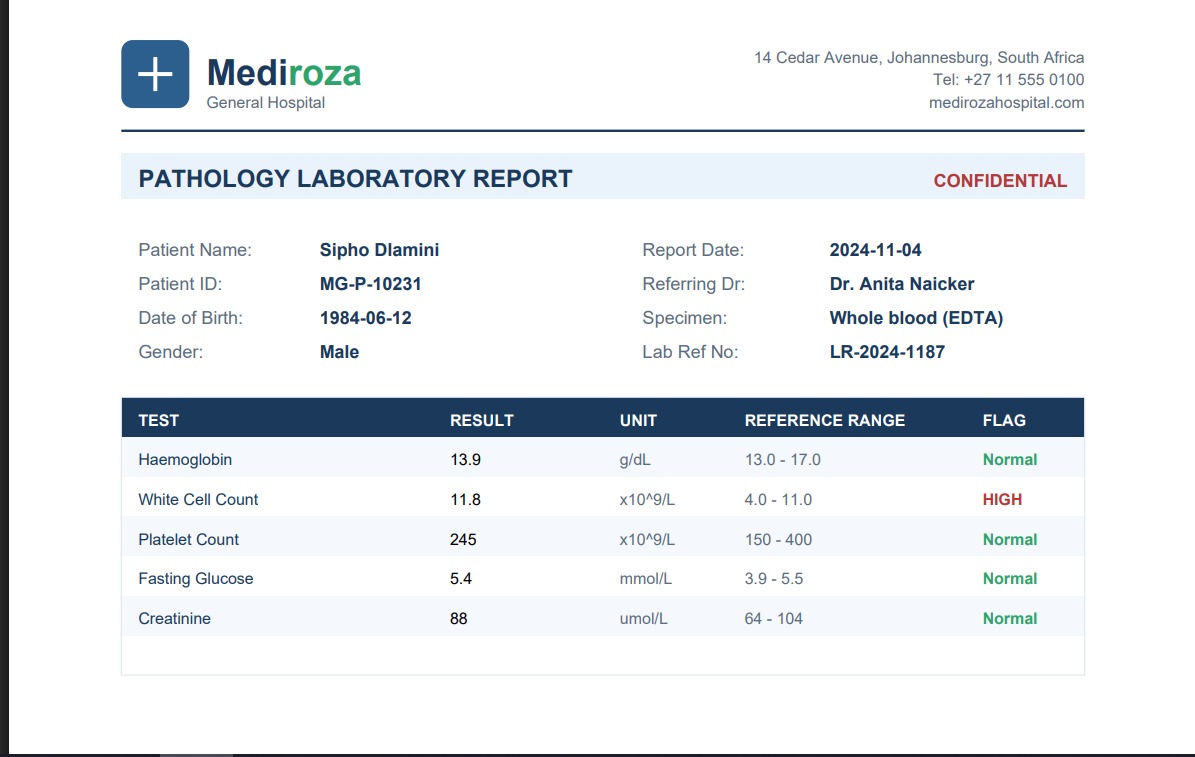 Mediroza
General Hospital
14 Cedar Avenue, Johannesburg, South Africa
Tel: +27 11 555 0100
medirozahospital.com
PATHOLOGY LABORATORY REPORT CONFIDENTIAL
Patient Name: Sipho Dlamini Report Date: 2024-11-04
Patient ID: MG-P-10231 Referring Dr: Dr. Anita Naicker
Date of Birth: 1984-06-12 Specimen: Whole blood (EDTA)
Gender: Male Lab Ref No: LR-2024-1187
TEST RESULT UNIT REFERENCE RANGE FLAG
Haemoglobin 13.9 g/dL 13.0 - 17.0 Normal
White Cell Count 11.8 x10^9/L 4.0 - 11.0 HIGH
Platelet Count 245 x10^9/L 150 - 400 Normal
Fasting Glucose 5.4 mmol/L 3.9 - 5.5 Normal
Creatinine 88 umol/L 64 - 104 Normal